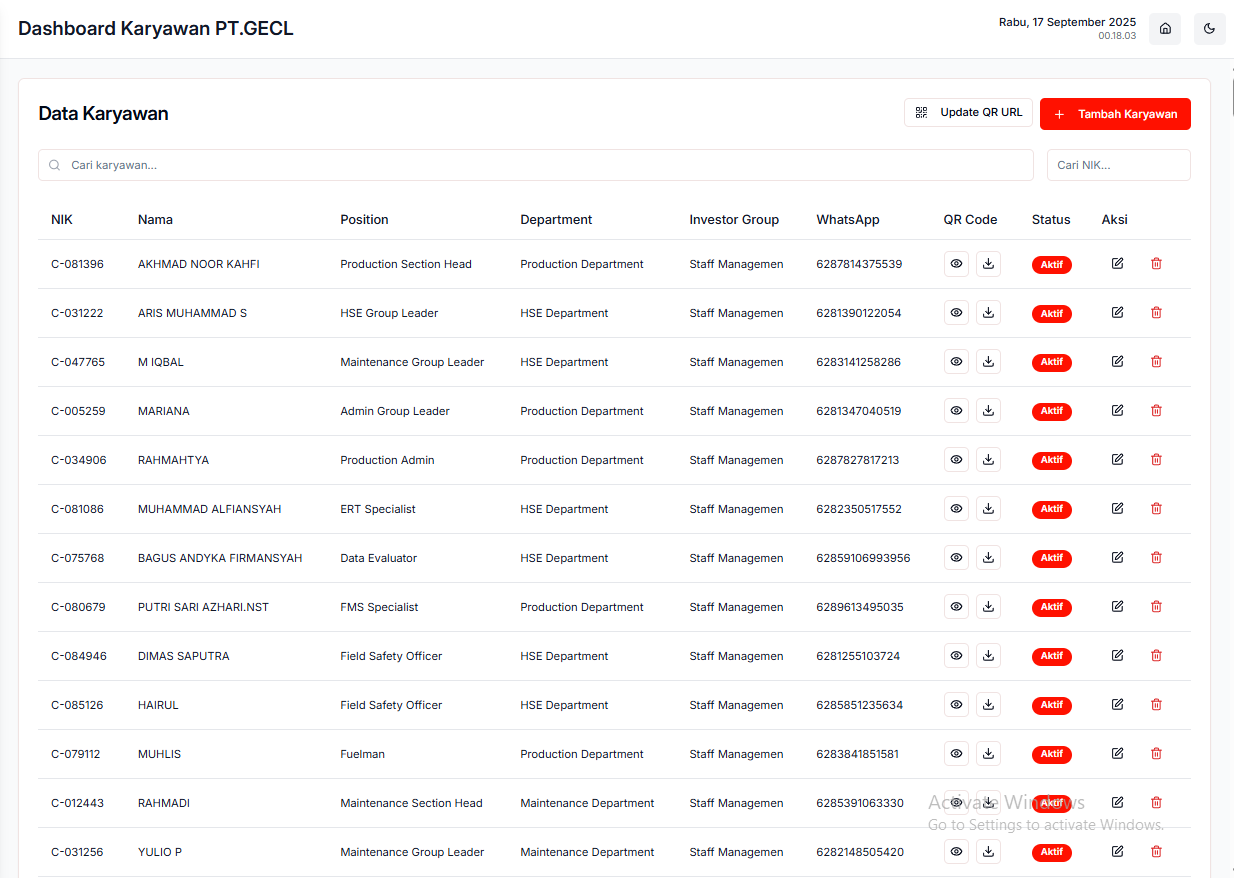 Dashboard Karyawan PT.GECL
Rabu, 17 September 2025
00.18.03
Data Karyawan
Update QR URL
+ Tambah Karyawan
Cari karyawan...
Cari NIK...
NIK Nama Position Department Investor Group WhatsApp QR Code Status Aksi
C-081396 AKHMAD NOOR KAHFI Production Section Head Production Department Staff Managemen 6287814375539 Aktif
C-031222 ARIS MUHAMMAD S HSE Group Leader HSE Department Staff Managemen 6281390122054 Aktif
C-047765 M IQBAL Maintenance Group Leader HSE Department Staff Managemen 6283141258286 Aktif
C-005259 MARIANA Admin Group Leader Production Department Staff Managemen 6281347040519 Aktif
C-034906 RAHMAHTYA Production Admin Production Department Staff Managemen 6287827817213 Aktif
C-081086 MUHAMMAD ALFIANSYAH ERT Specialist HSE Department Staff Managemen 6282350517552 Aktif
C-075768 BAGUS ANDYKA FIRMANSYAH Data Evaluator HSE Department Staff Managemen 62859106993956 Aktif
C-080679 PUTRI SARI AZHARI.NST FMS Specialist Production Department Staff Managemen 6289613495035 Aktif
C-084946 DIMAS SAPUTRA Field Safety Officer HSE Department Staff Managemen 6281255103724 Aktif
C-085126 HAIRUL Field Safety Officer HSE Department Staff Managemen 6285851235634 Aktif
C-079112 MUHLIS Fuelman Production Department Staff Managemen 6283841851581 Aktif
C-012443 RAHMADI Maintenance Section Head Maintenance Department Staff Managemen 6285391063330 Aktif
Activate Windows
Go to Settings to activate Windows.
C-031256 YULIO P Maintenance Group Leader Maintenance Department Staff Managemen 6282148505420 Aktif